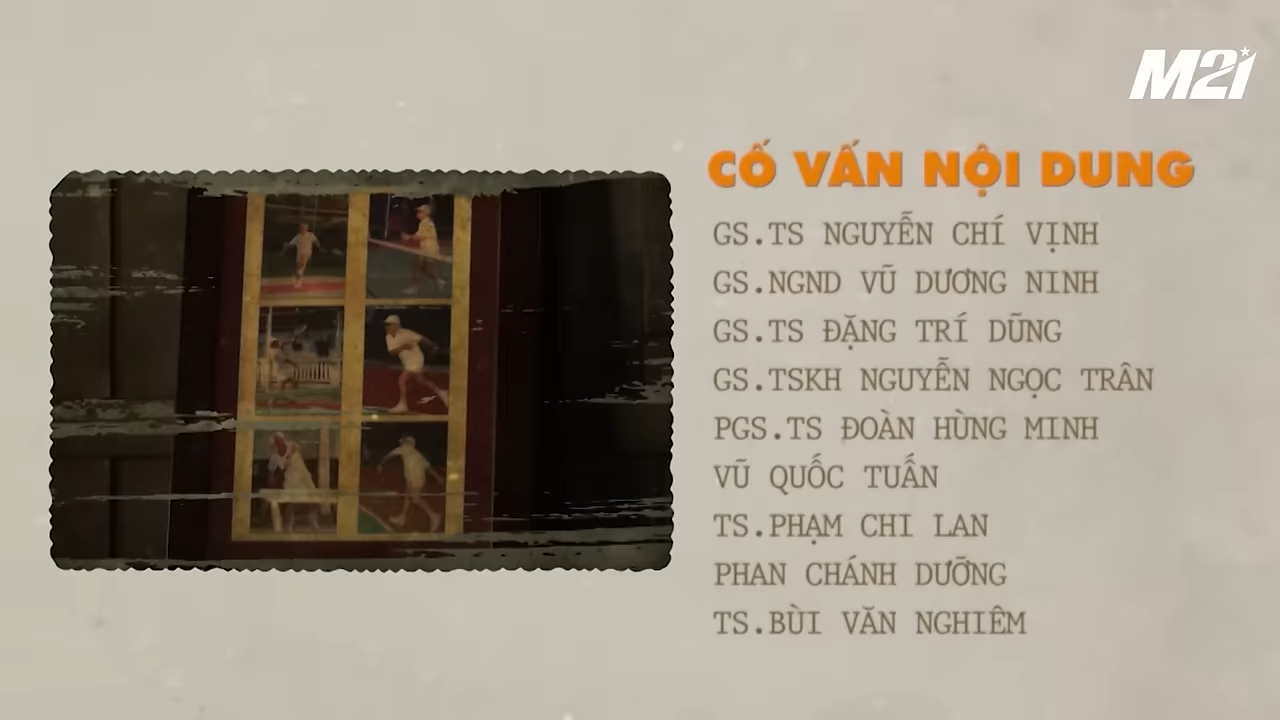 M21
CỐ VẤN NỘI DUNG
GS.TS NGUYỄN CHÍ VỊNH
GS.NGND VŨ DƯƠNG NINH
GS.TS ĐẶNG TRÍ DŨNG
GS.TSKH NGUYỄN NGỌC TRÂN
PGS.TS ĐOÀN HÙNG MINH
VŨ QUỐC TUẤN
TS.PHẠM CHI LAN
PHAN CHÁNH DƯỠNG
TS.BÙI VĂN NGHIÊM